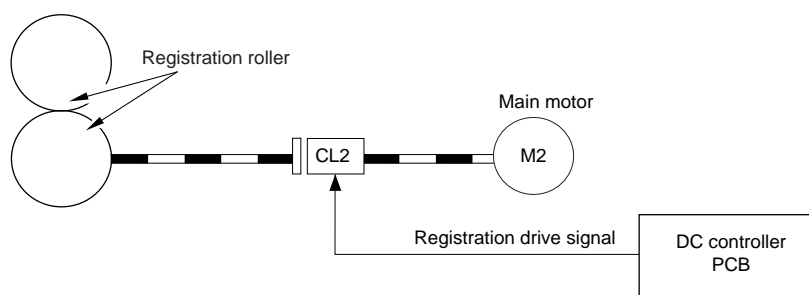 Registration roller
Main motor
CL2
M2
Registration drive signal
DC controller
PCB